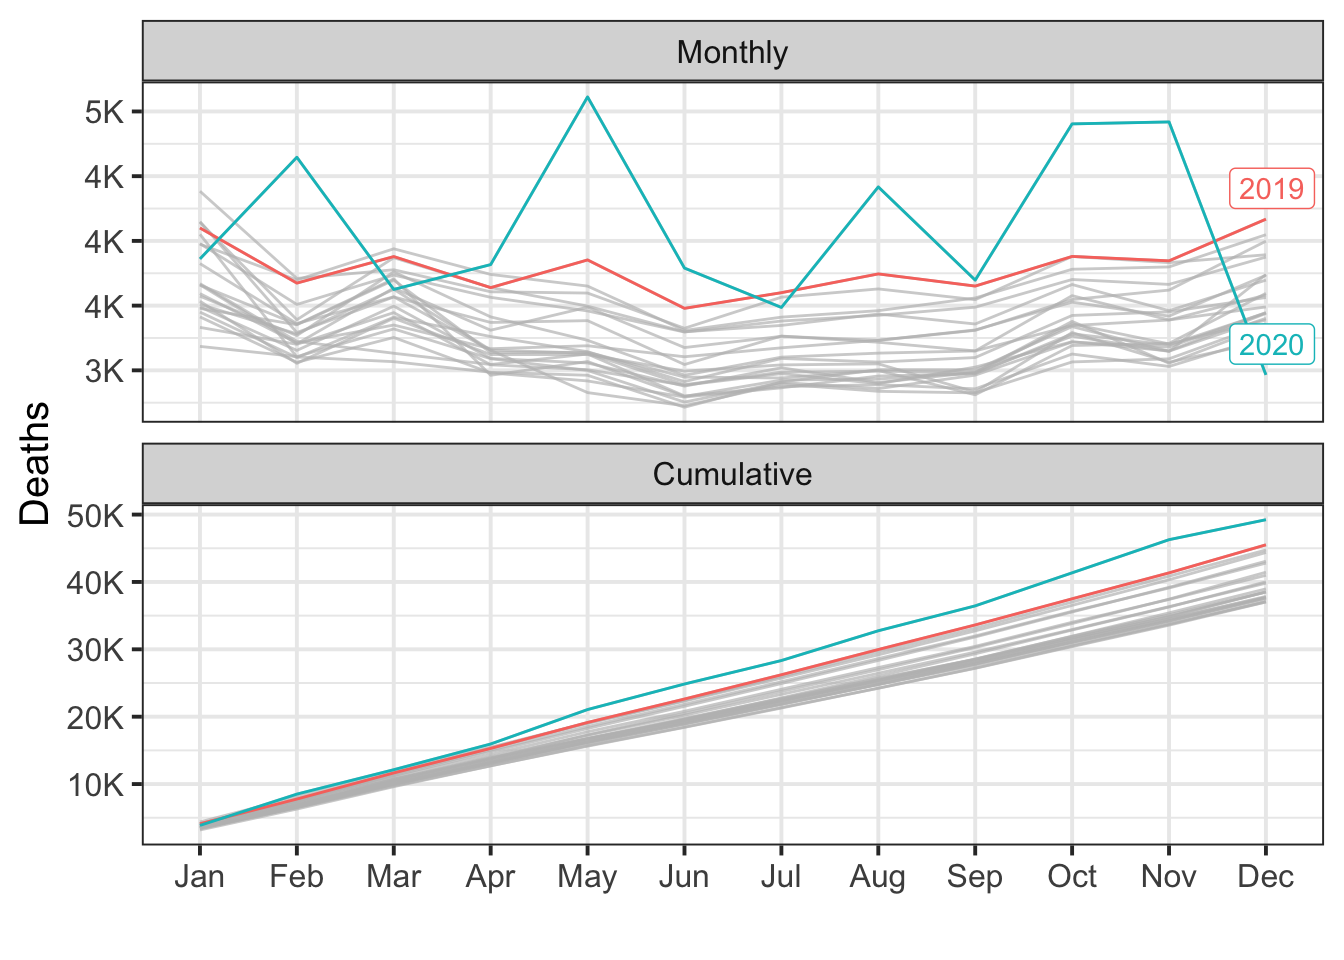 Monthly
5K
4K
4K
4K
3K
2019
2020
Deaths
Cumulative
50K
40K
30K
20K
10K
Jan Feb Mar Apr May Jun Jul Aug Sep Oct Nov Dec